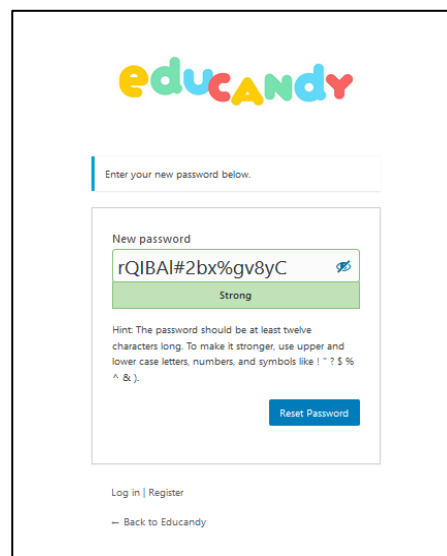 eduCANdY
Enter your new password below.
New password
rQIBAl#2bx%gv8yC
Strong
Hint: The password should be at least twelve
characters long. To make it stronger, use upper and
lower case letters, numbers, and symbols like ! " ? $ %
^ & ).
Reset Password
Log in | Register
← Back to Educandy